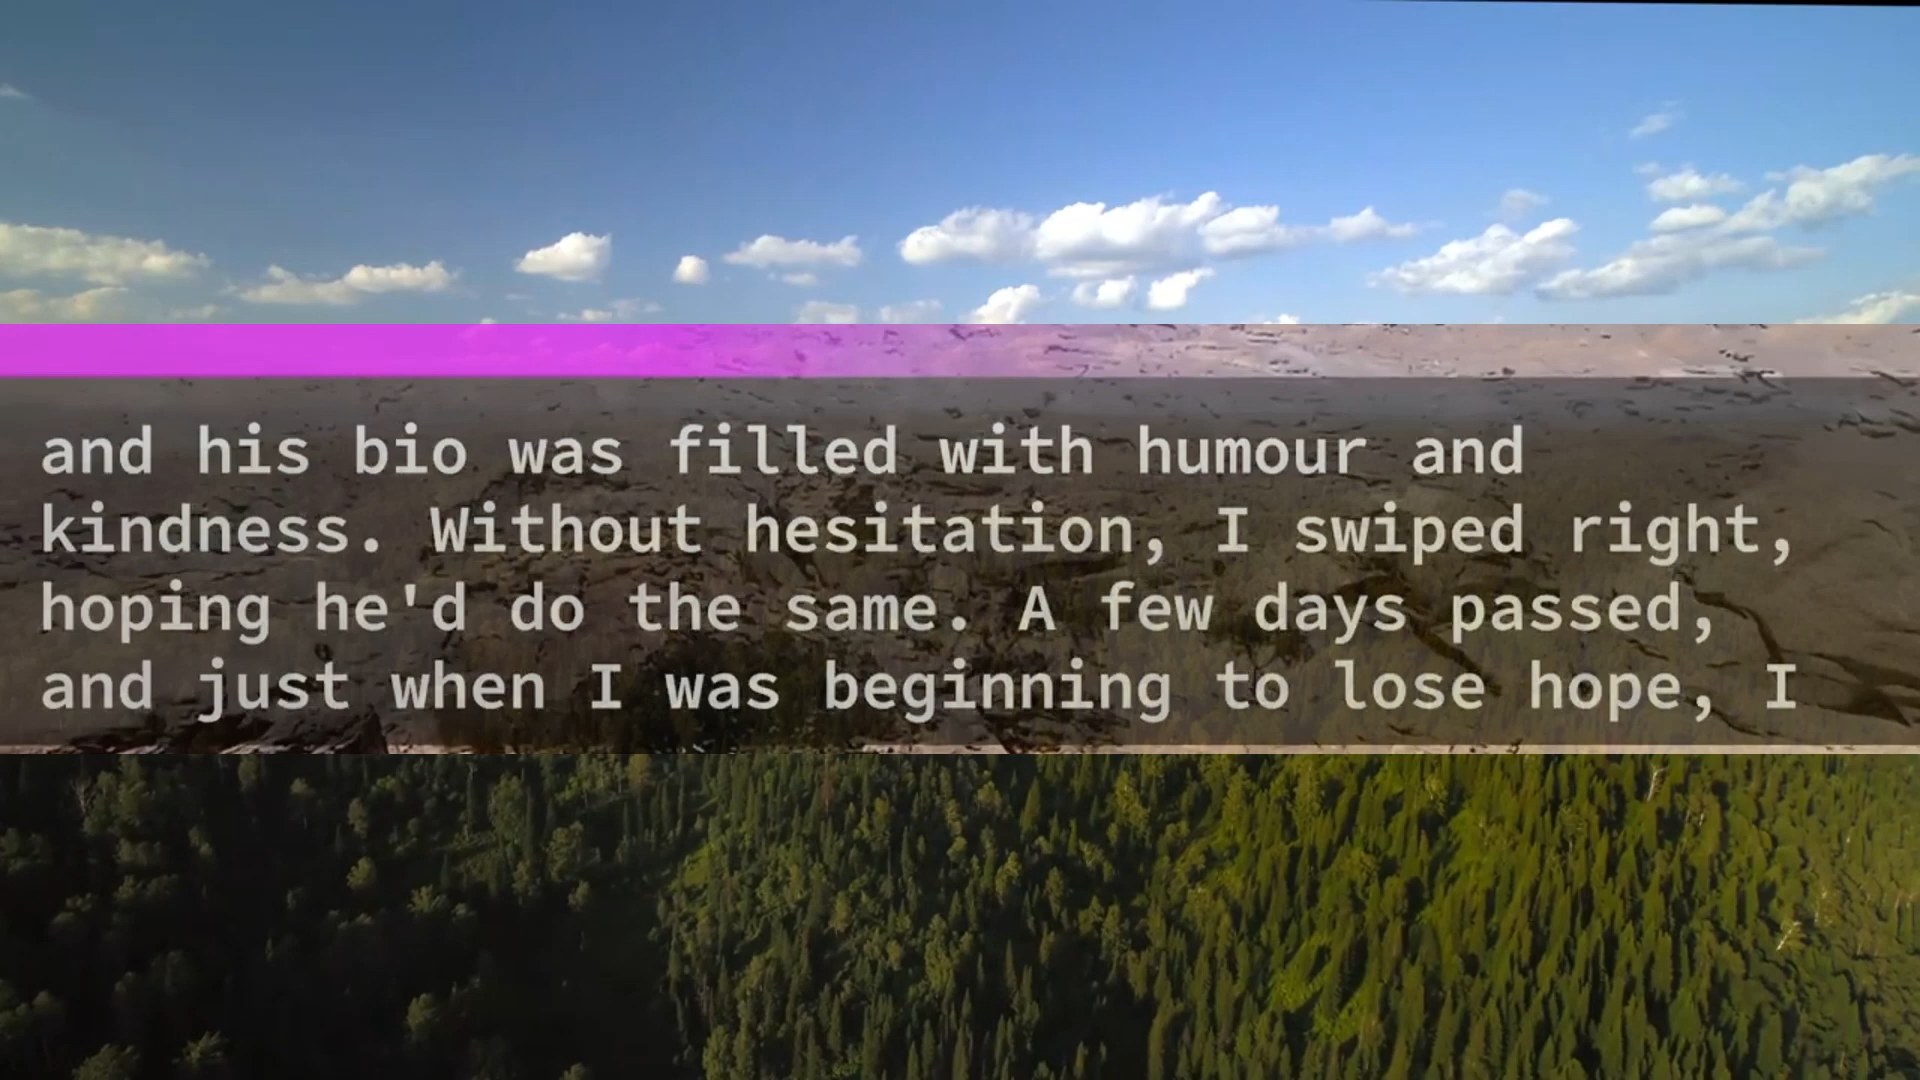 and his bio was filled with humour and
kindness. Without hesitation, I swiped right,
hoping he'd do the same. A few days passed,
and just when I was beginning to lose hope, I